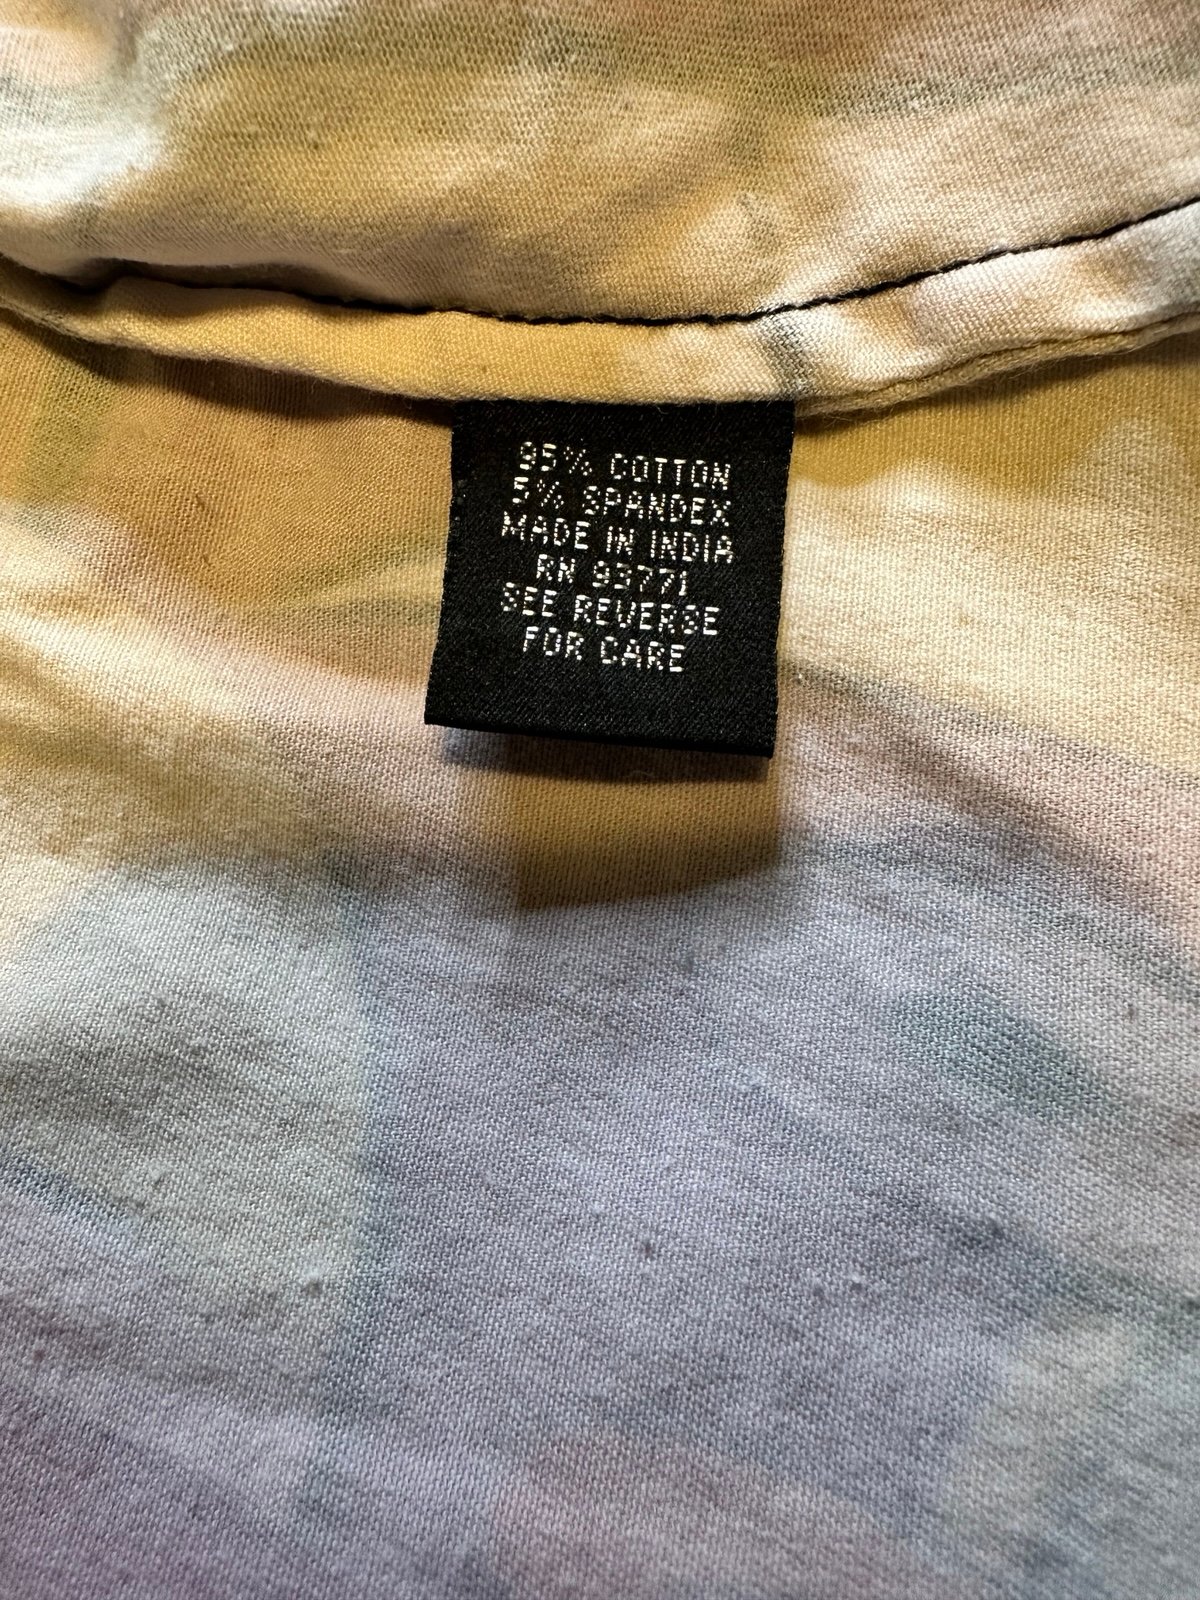 95% COTTON
5% SPANDEX
MADE IN INDIA
RN 93771
SEE REVERSE
FOR CARE